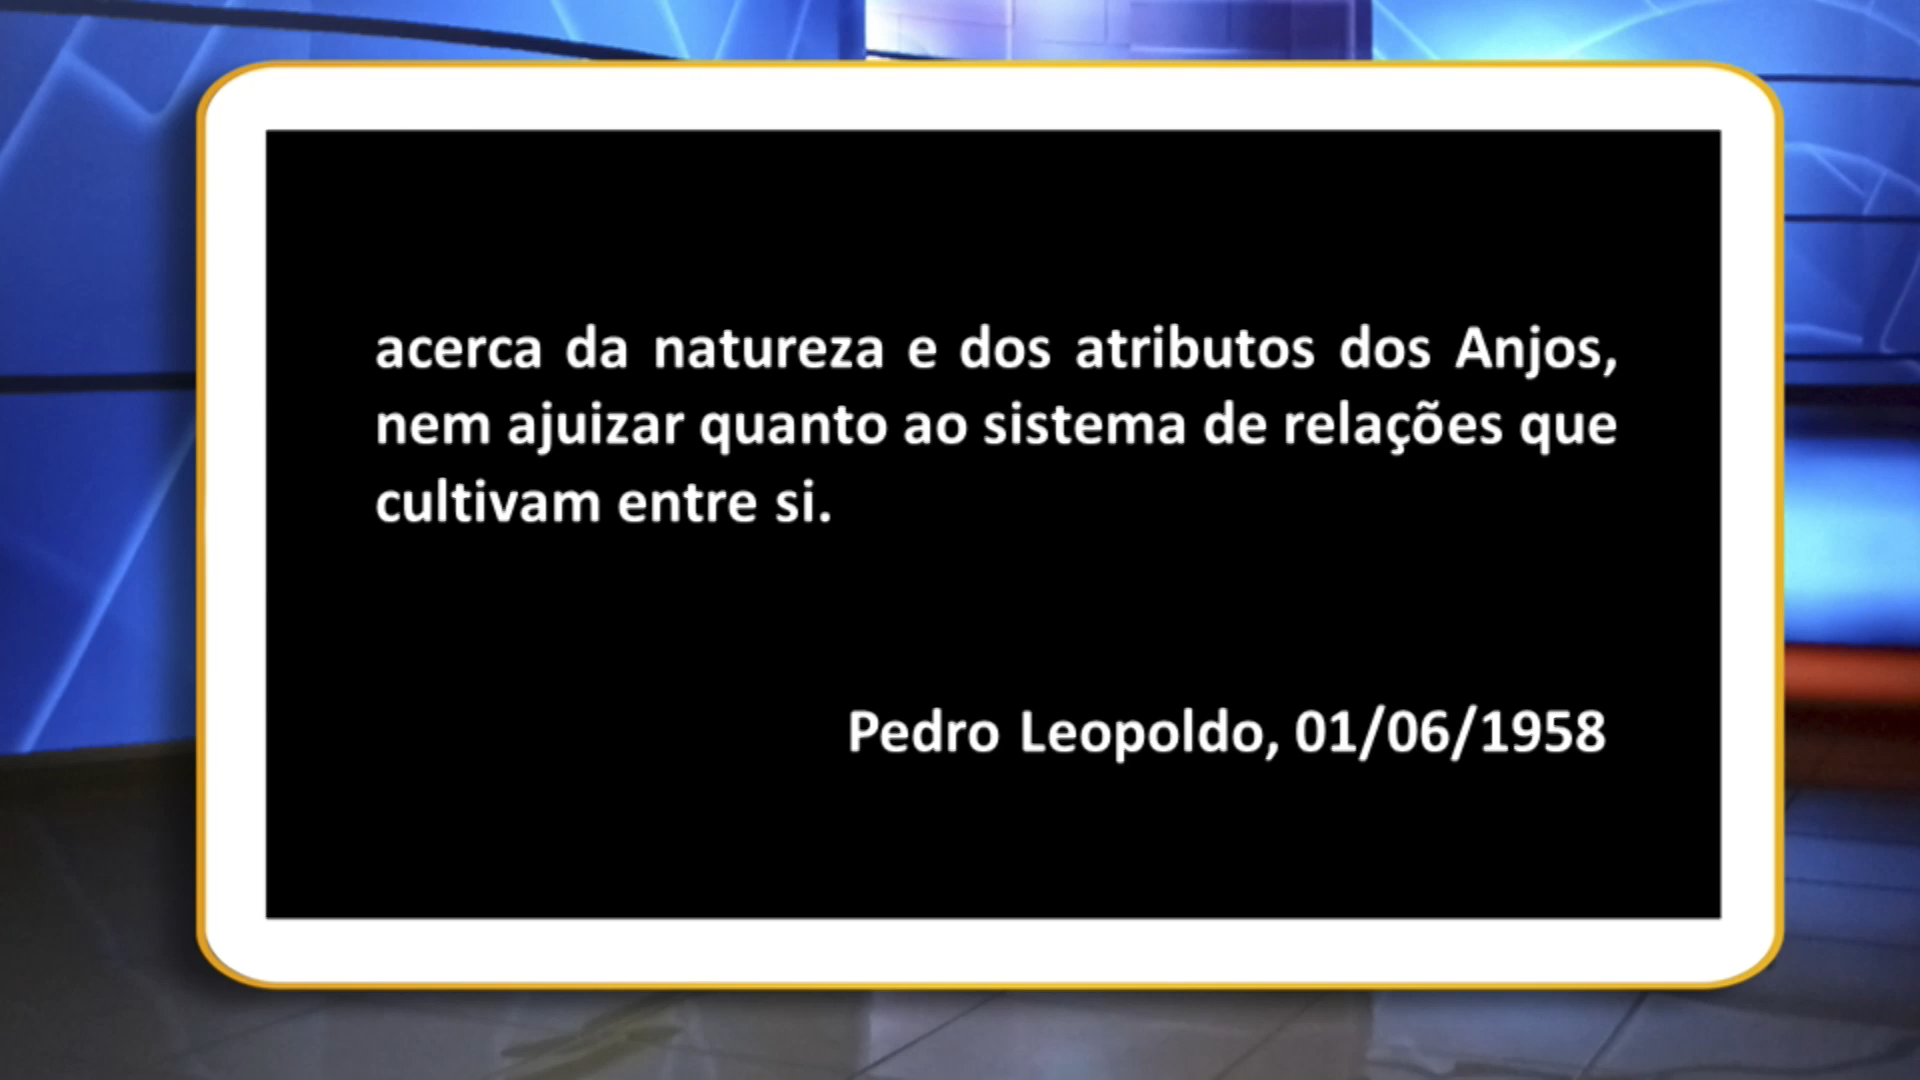 acerca da natureza e dos atributos dos Anjos,
nem ajuizar quanto ao sistema de relações que
cultivam entre si.
Pedro Leopoldo, 01/06/1958